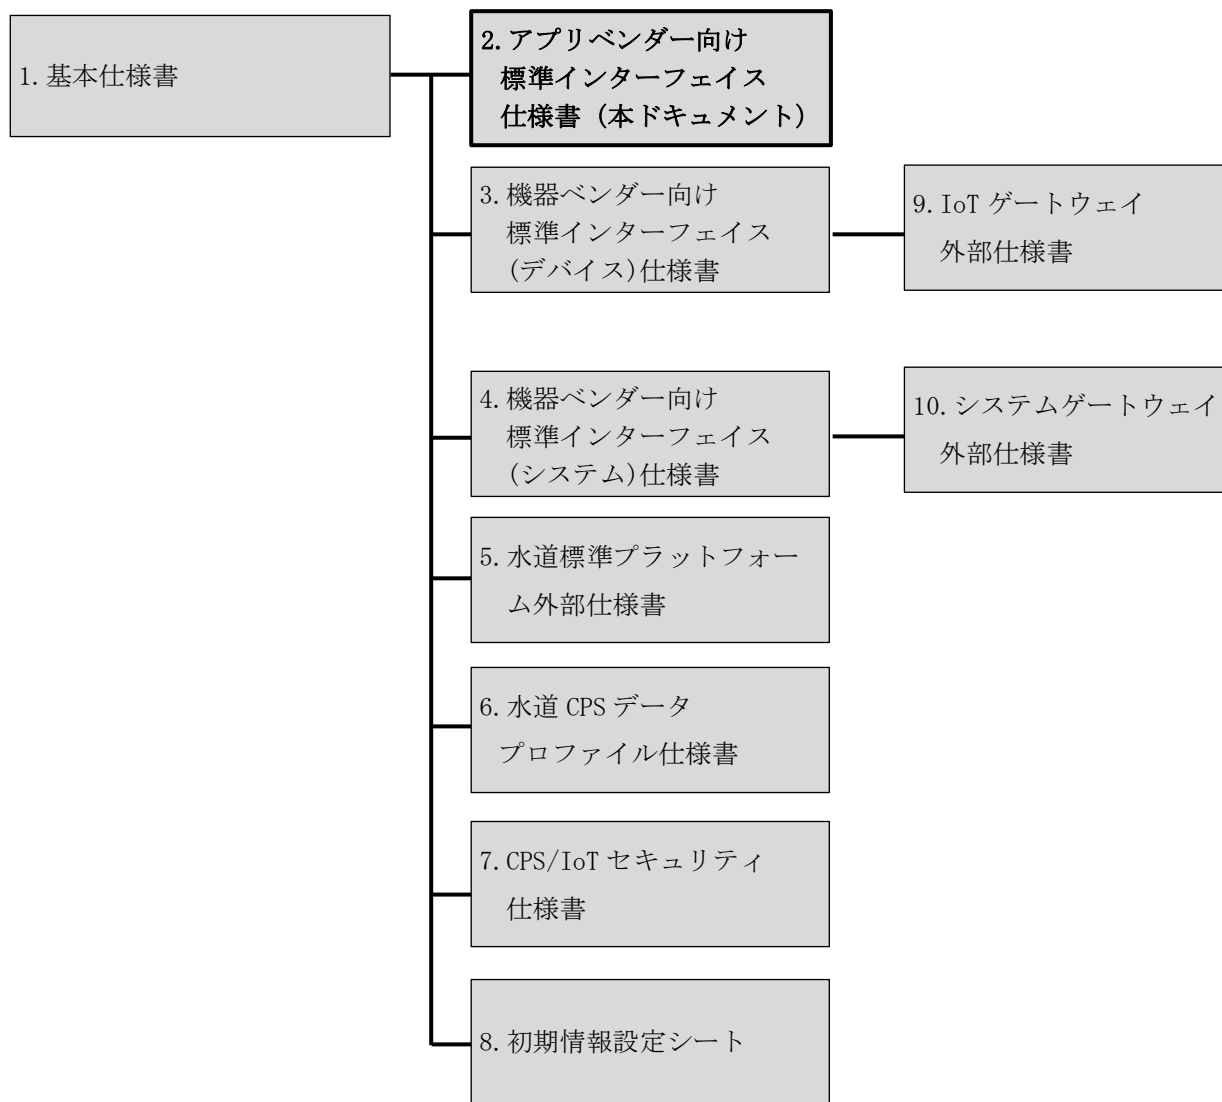 1.基本仕様書
2.アプリベンダー向け
標準インターフェイス
仕様書（本ドキュメント）
3.機器ベンダー向け
標準インターフェイス
(デバイス)仕様書
9.IoT ゲートウェイ
外部仕様書
4.機器ベンダー向け
標準インターフェイス
(システム)仕様書
10.システムゲートウェイ
外部仕様書
5.水道標準プラットフォー
ム外部仕様書
6.水道 CPS データ
プロファイル仕様書
7.CPS/IoT セキュリティ
仕様書
8.初期情報設定シート